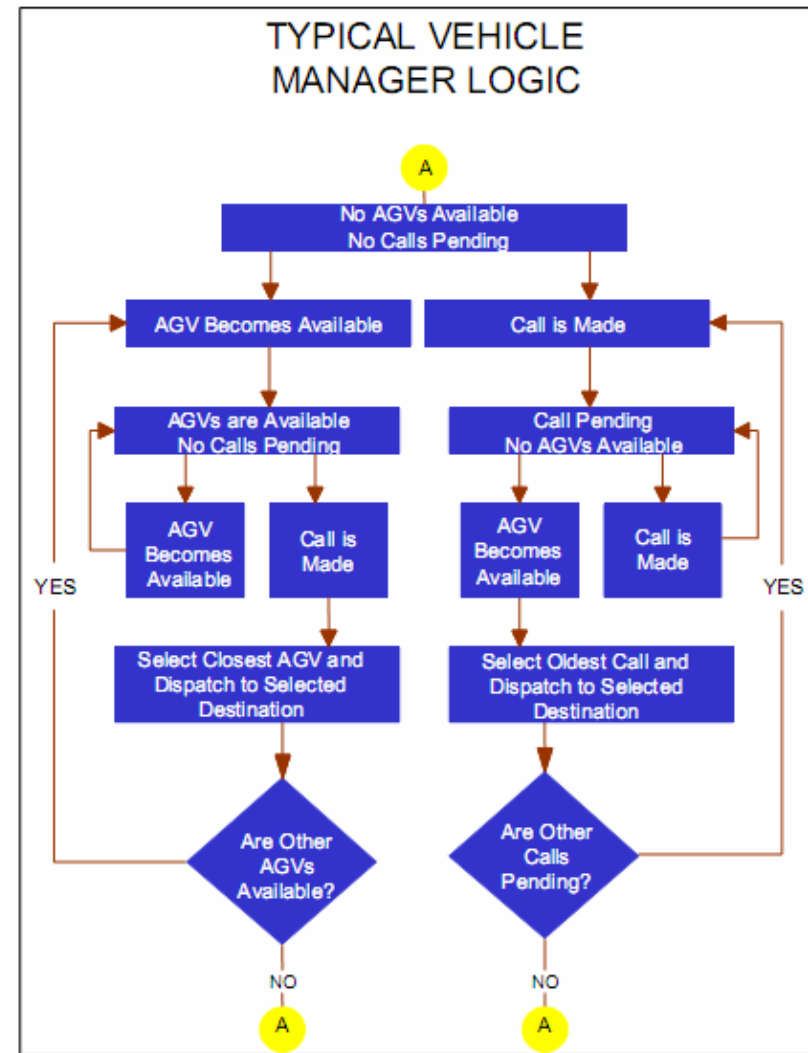 TYPICAL VEHICLE
MANAGER LOGIC
A
No AGVs Available
No Calls Pending
AGV Becomes Available
Call is Made
AGVs are Available
No Calls Pending
Call Pending
No AGVs Available
AGV
Becomes
Available
Call is
Made
AGV
Becomes
Available
Call is
Made
YES
YES
Select Closest AGV and
Dispatch to Selected
Destination
Select Oldest Call and
Dispatch to Selected
Destination
Are Other
AGVs
Available?
Are Other
Calls
Pending?
NO
NO
A
A